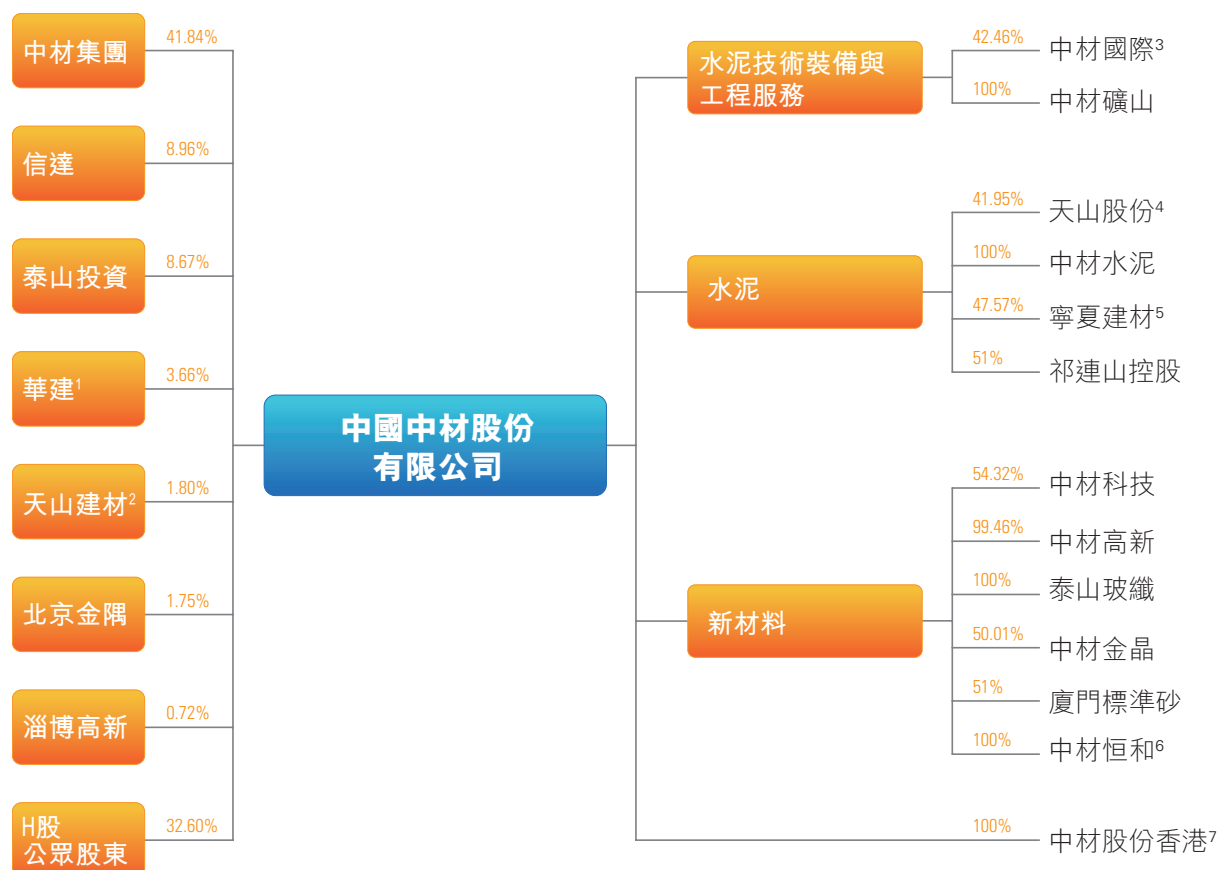 中材集團
41.84%
信達
8.96%
泰山投資
8.67%
華建1
3.66%
天山建材2
1.80%
北京金隅
1.75%
淄博高新
0.72%
H股
公眾股東
32.60%
中國中材股份
有限公司
水泥技術裝備與
工程服務
42.46%
中材國際3
100%
中材礦山
水泥
41.95%
天山股份4
100%
中材水泥
47.57%
寧夏建材5
51%
祁連山控股
新材料
54.32%
中材科技
99.46%
中材高新
100%
泰山玻纖
50.01%
中材金晶
51%
廈門標準砂
100%
中材恒和6
100%
中材股份香港7